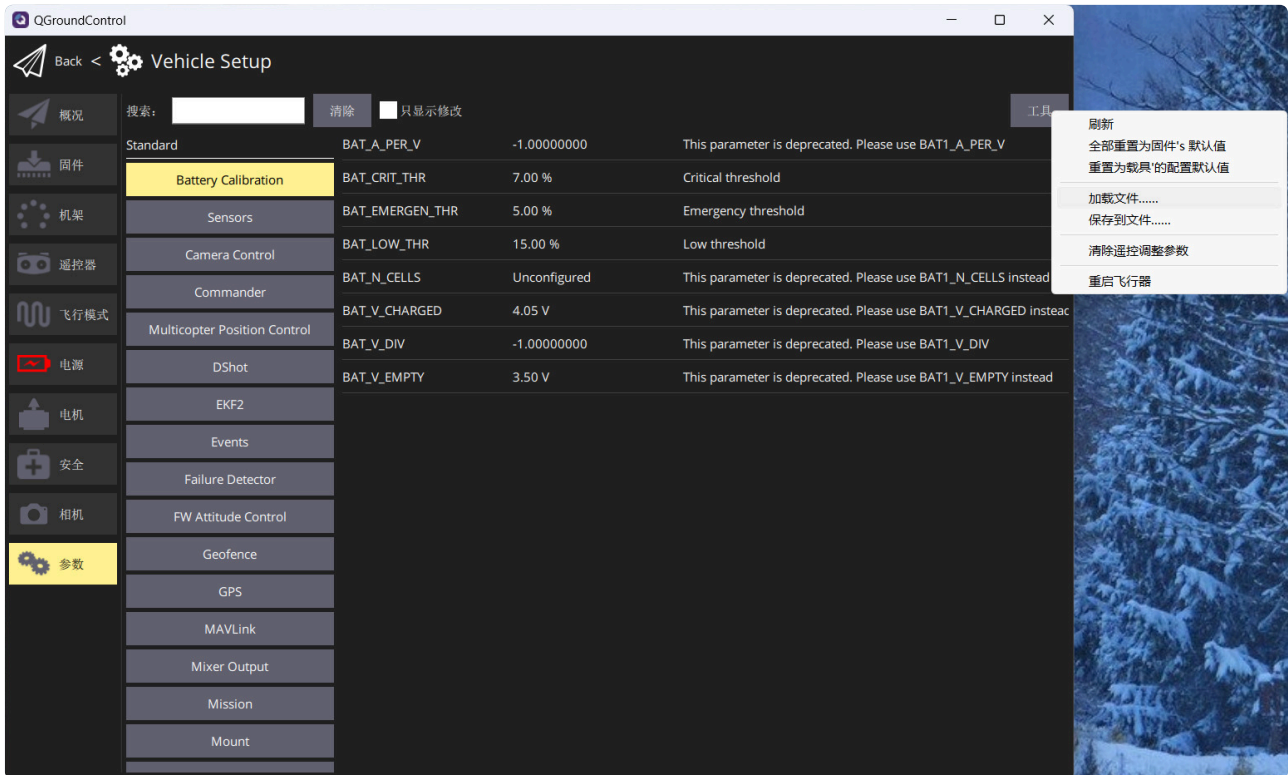 QGroundControl
Back < Vehicle Setup
概况
固件
机架
遥控器
飞行模式
电源
电机
安全
相机
参数
搜索: 清除 只显示修改 工具
Standard
Battery Calibration
Sensors
Camera Control
Commander
Multicopter Position Control
DShot
EKF2
Events
Failure Detector
FW Attitude Control
Geofence
GPS
MAVLink
Mixer Output
Mission
Mount
BAT_A_PER_V -1.00000000 This parameter is deprecated. Please use BAT1_A_PER_V
BAT_CRIT_THR 7.00 % Critical threshold
BAT_EMERGEN_THR 5.00 % Emergency threshold
BAT_LOW_THR 15.00 % Low threshold
BAT_N_CELLS Unconfigured This parameter is deprecated. Please use BAT1_N_CELLS instead
BAT_V_CHARGED 4.05 V This parameter is deprecated. Please use BAT1_V_CHARGED instead
BAT_V_DIV -1.00000000 This parameter is deprecated. Please use BAT1_V_DIV
BAT_V_EMPTY 3.50 V This parameter is deprecated. Please use BAT1_V_EMPTY instead
刷新
全部重置为固件's 默认值
重置为载具'的配置默认值
加载文件......
保存到文件......
清除遥控调整参数
重启飞行器